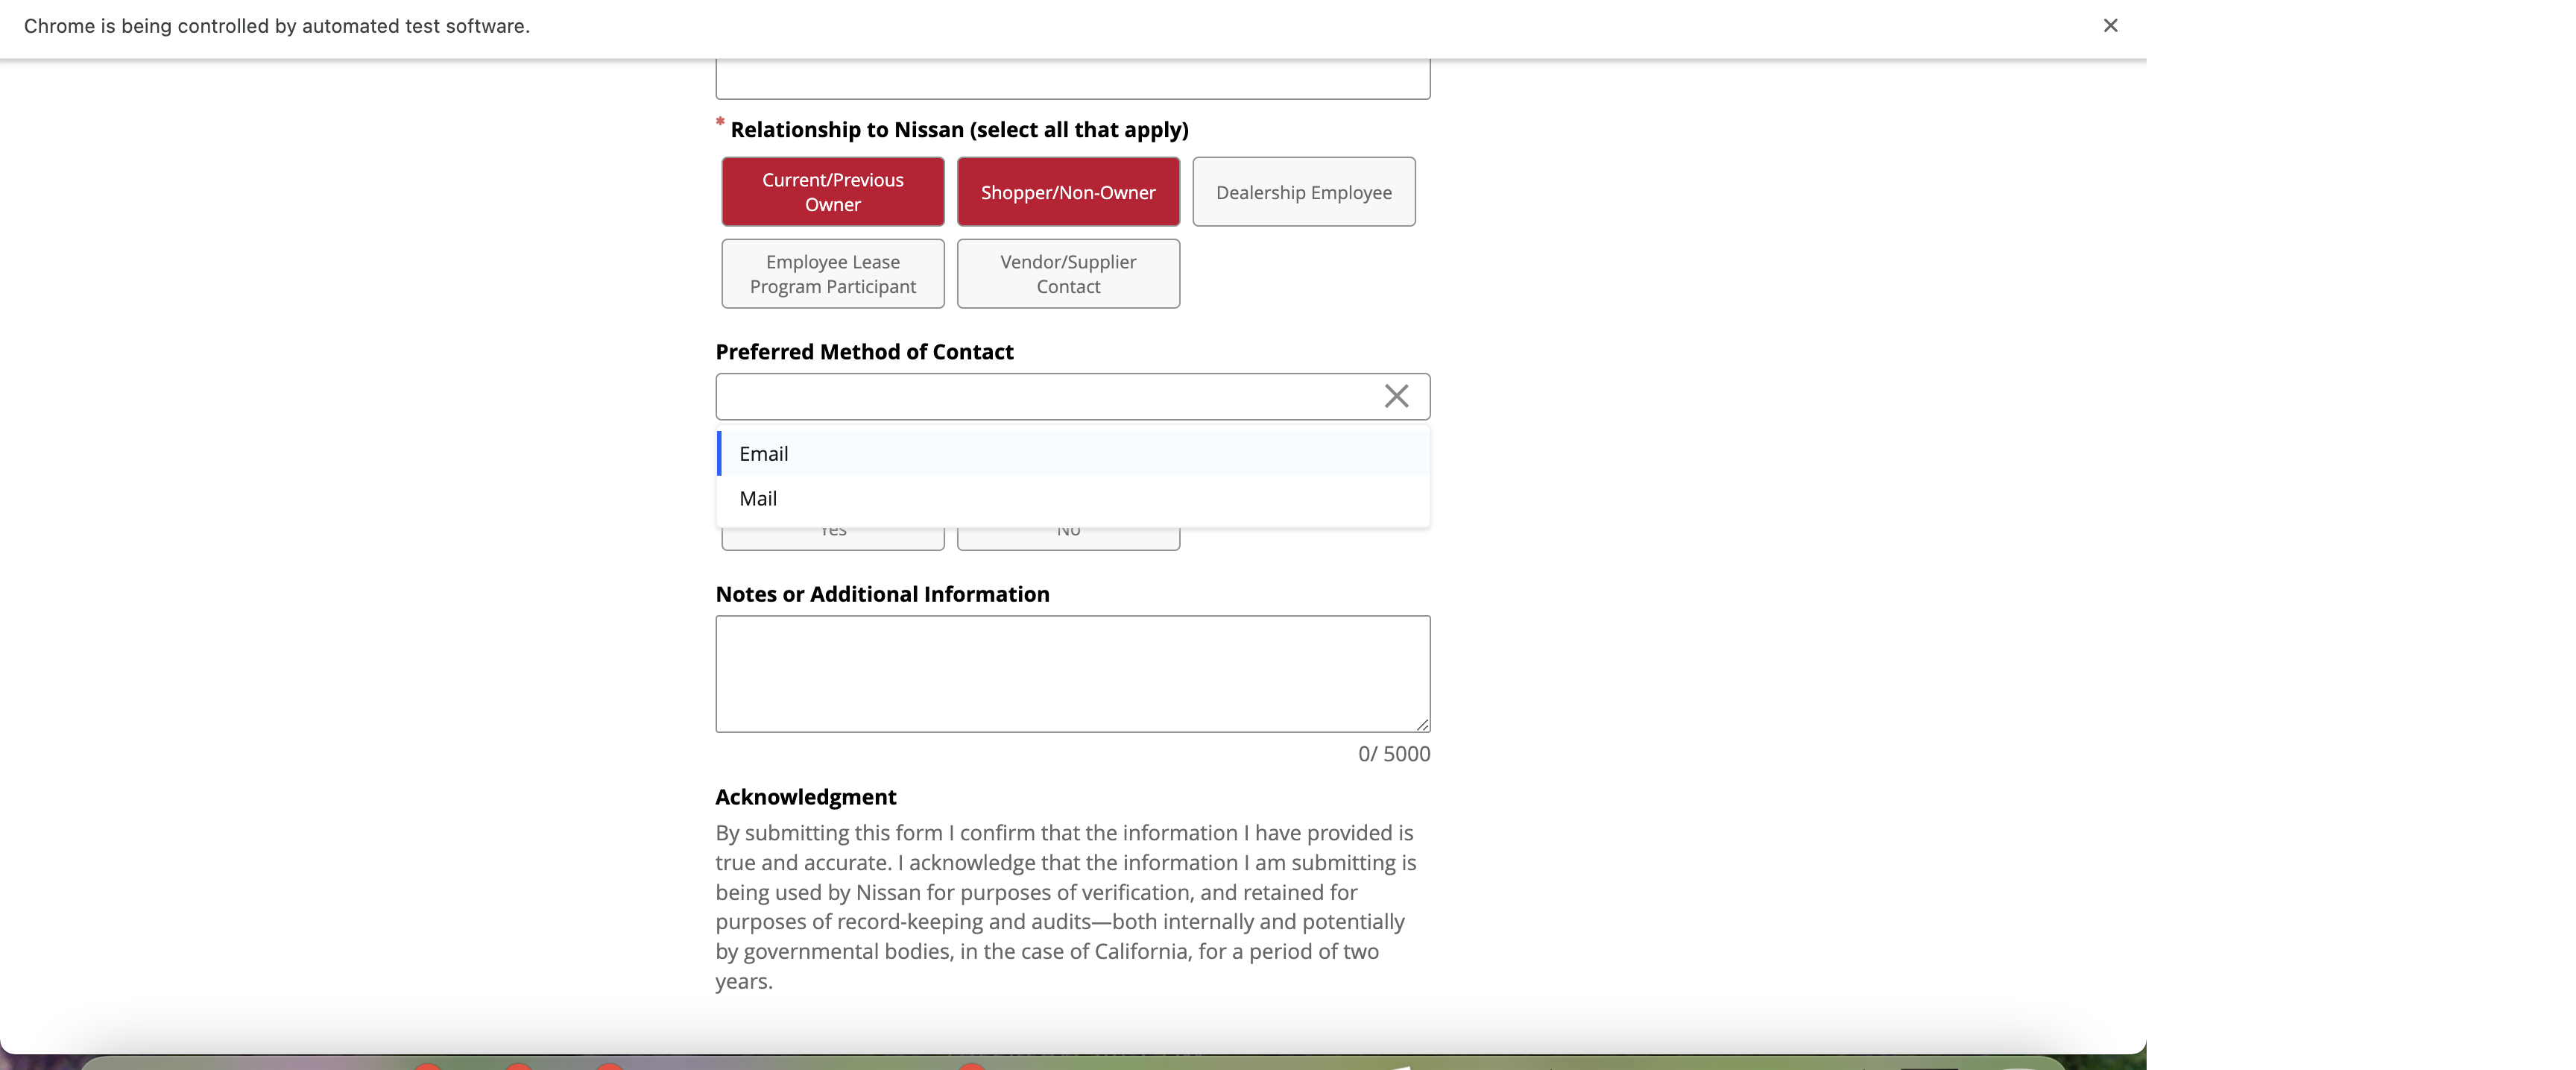 Chrome is being controlled by automated test software.
* Relationship to Nissan (select all that apply)
Current/Previous
Owner
Shopper/Non-Owner
Dealership Employee
Employee Lease
Program Participant
Vendor/Supplier
Contact
Preferred Method of Contact
Email
Mail
Yes
No
Notes or Additional Information
0/ 5000
Acknowledgment
By submitting this form I confirm that the information I have provided is
true and accurate. I acknowledge that the information I am submitting is
being used by Nissan for purposes of verification, and retained for
purposes of record-keeping and audits—both internally and potentially
by governmental bodies, in the case of California, for a period of two
years.